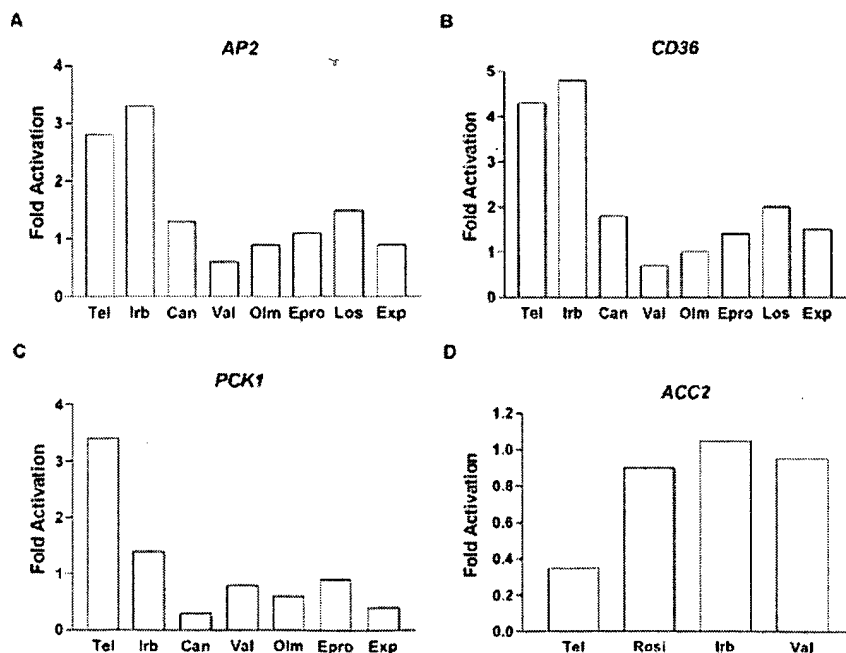 A
AP2
Fold Activation
4
3
2
1
0
Tel Irb Can Val Olm Epro Los Exp
B
CD36
Fold Activation
5
4
3
2
1
0
Tel Irb Can Val Olm Epro Los Exp
C
PCK1
Fold Activation
4
3
2
1
0
Tel Irb Can Val Olm Epro Exp
D
ACC2
Fold Activation
1.2
1.0
0.8
0.6
0.4
0.2
0.0
Tel Rosi Irb Val